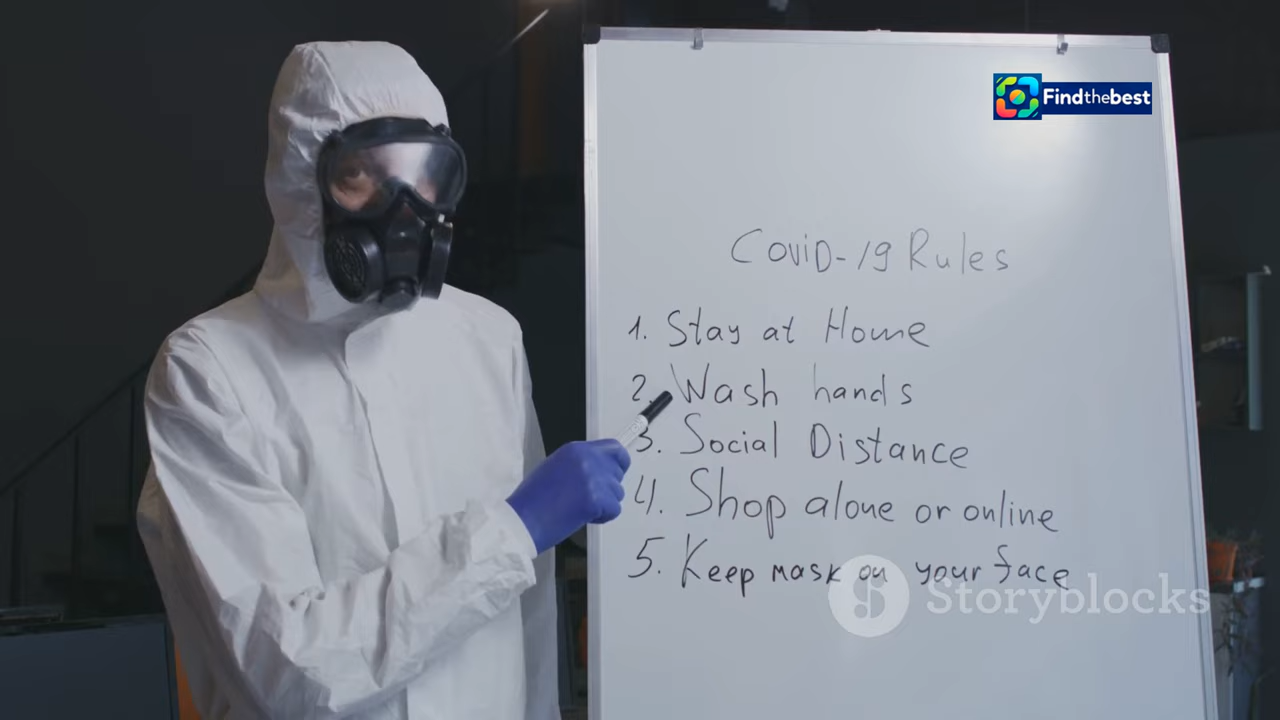 Findthebest
CoviD-19 Rules
1. Stay at Home
2. Wash hands
3. Social Distance
4. Shop alone or online
5. Keep mask on your face
Storyblocks